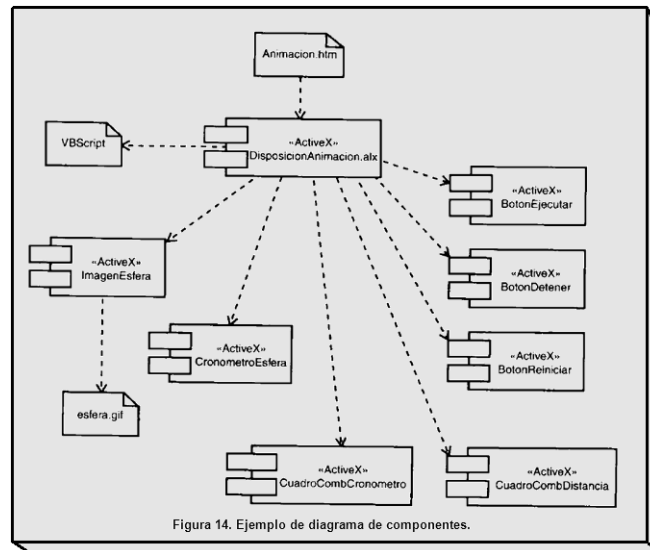 Animacion.htm
VBScript
«ActiveX»
DisposicionAnimacion.alx
«ActiveX»
BotonEjecutar
«ActiveX»
ImagenEsfera
«ActiveX»
BotonDetener
«ActiveX»
CronometroEsfera
«ActiveX»
BotonReiniciar
esfera.gif
«ActiveX»
CuadroCombCronometro
«ActiveX»
CuadroCombDistancia
Figura 14. Ejemplo de diagrama de componentes.